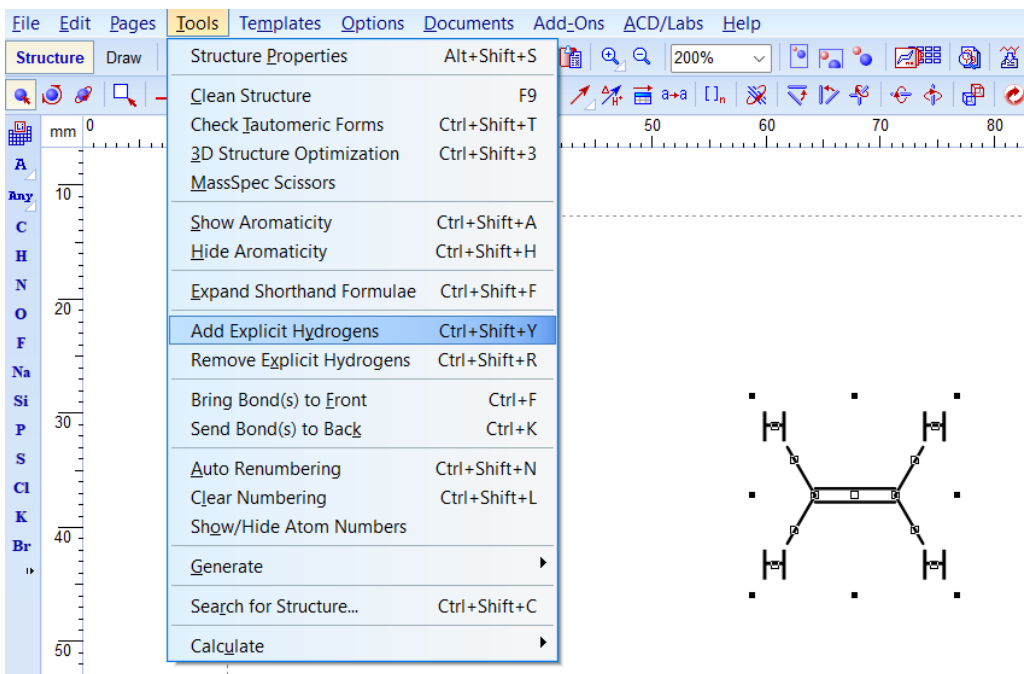 File Edit Pages Tools Templates Options Documents Add-Ons ACD/Labs Help
Structure Draw 200%
mm 0 50 60 70 80
Structure Properties Alt+Shift+S
Clean Structure F9
Check Tautomeric Forms Ctrl+Shift+T
3D Structure Optimization Ctrl+Shift+3
MassSpec Scissors
Show Aromaticity Ctrl+Shift+A
Hide Aromaticity Ctrl+Shift+H
Expand Shorthand Formulae Ctrl+Shift+F
Add Explicit Hydrogens Ctrl+Shift+Y
Remove Explicit Hydrogens Ctrl+Shift+R
Bring Bond(s) to Front Ctrl+F
Send Bond(s) to Back Ctrl+K
Auto Renumbering Ctrl+Shift+N
Clear Numbering Ctrl+Shift+L
Show/Hide Atom Numbers
Generate
Search for Structure... Ctrl+Shift+C
Calculate
A
Any
C
H
N
O
F
Na
Si
P
S
Cl
K
Br
10
20
30
40
50
H H
H H